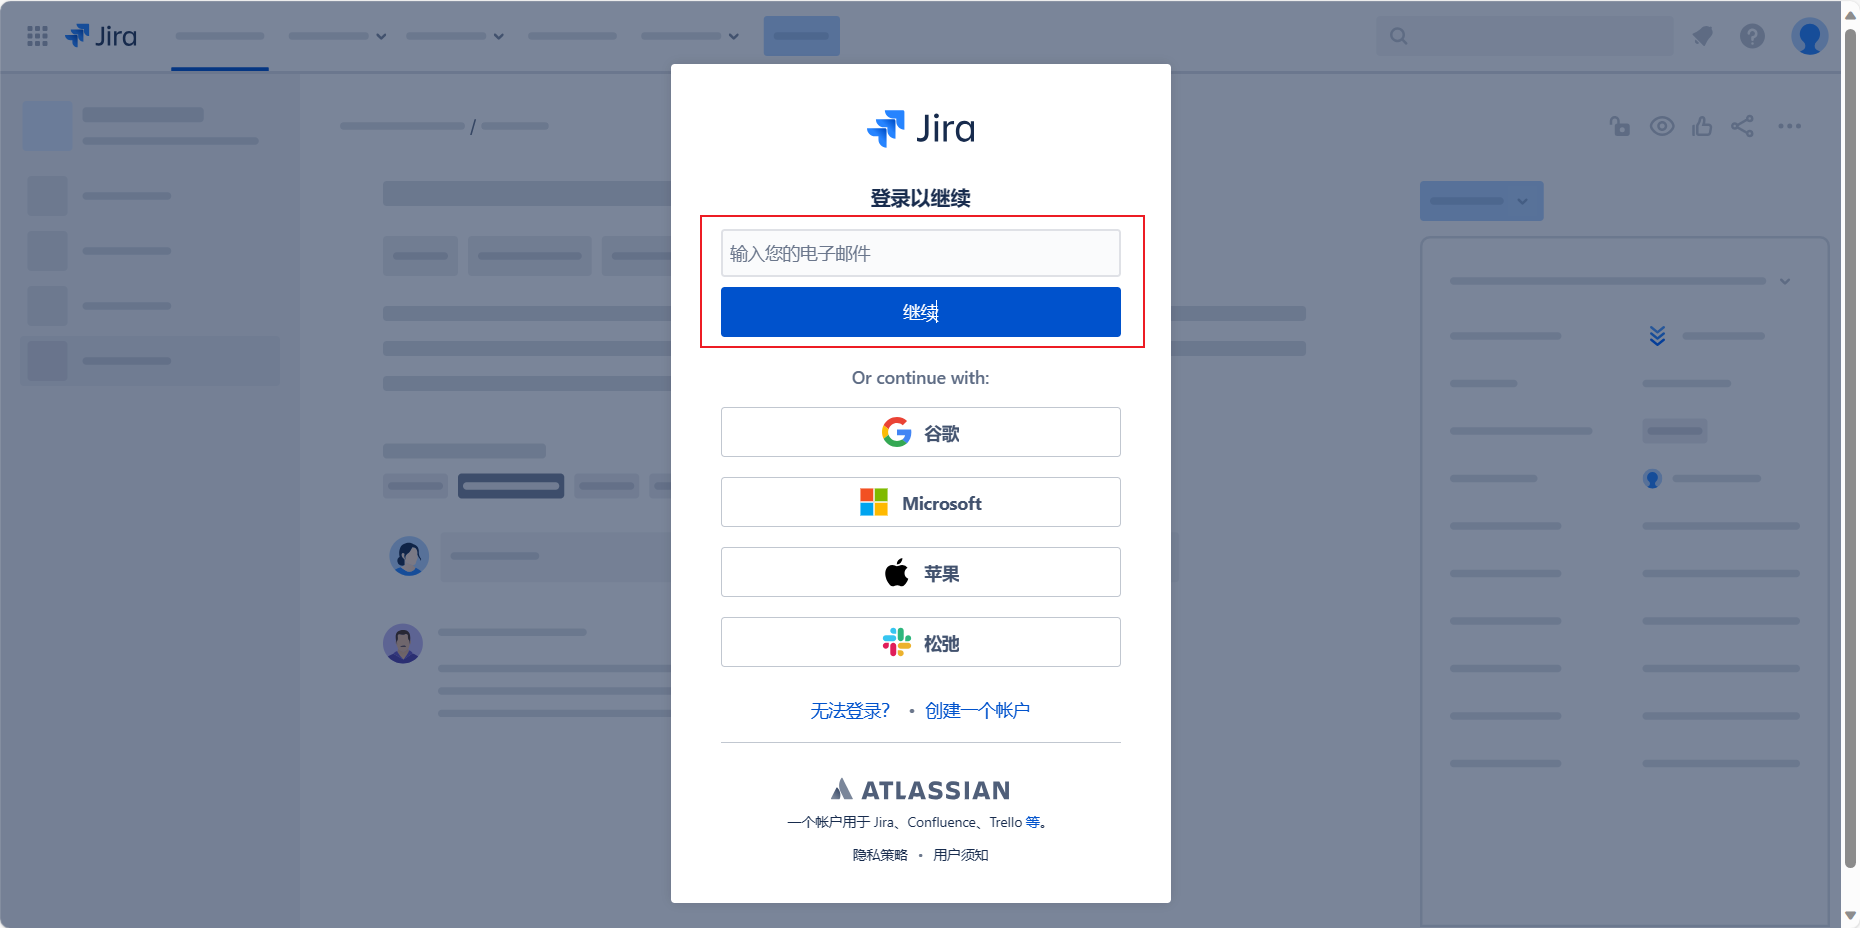 Jira
/
Jira
登录以继续
输入您的电子邮件
继续
Or continue with:
谷歌
Microsoft
苹果
松弛
无法登录? • 创建一个帐户
ATLASSIAN
一个帐户用于 Jira、Confluence、Trello 等。
隐私策略 • 用户须知